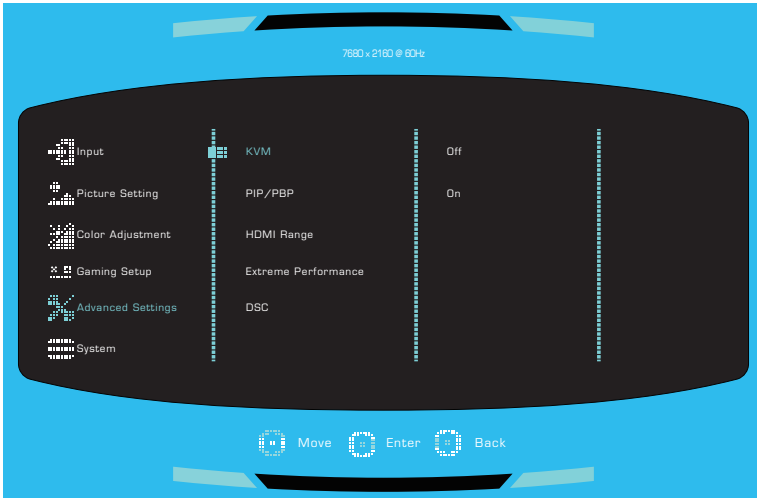 7680 x 2160 @ 60Hz
Input
KVM
Off
Picture Setting
PIP/PBP
On
Color Adjustment
HDMI Range
Gaming Setup
Extreme Performance
Advanced Settings
DSC
System
Move
Enter
Back